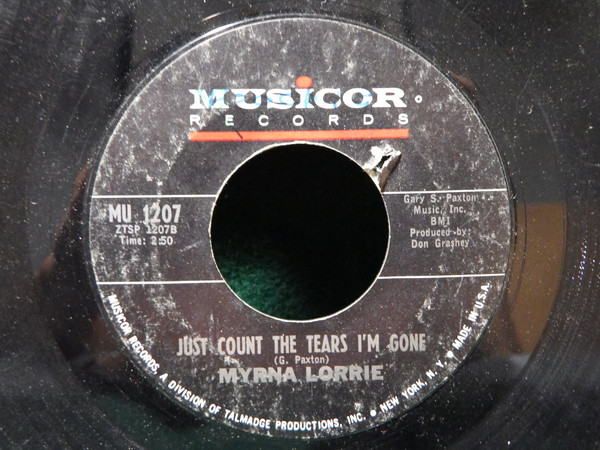 MUSICOR
RECORDS
MU 1207
ZTSP 1207B
Time: 2:50
Gary S. Paxton
Music, Inc.
BMI
Produced by:
Don Grashey
JUST COUNT THE TEARS I'M GONE
(G. Paxton)
MYRNA LORRIE
MUSICOR RECORDS, A DIVISION OF TALMADGE PRODUCTIONS, INC. ● NEW YORK, N.Y. ● MADE IN U.S.A.